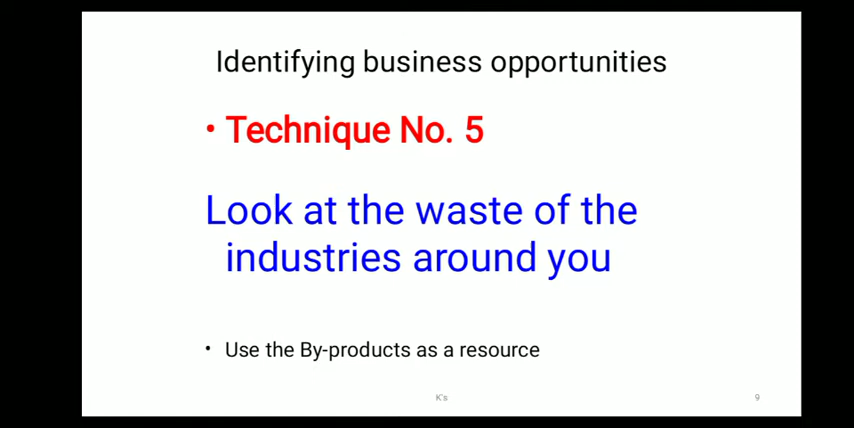 Identifying business opportunities
• Technique No. 5
Look at the waste of the
industries around you
• Use the By-products as a resource
K's
9